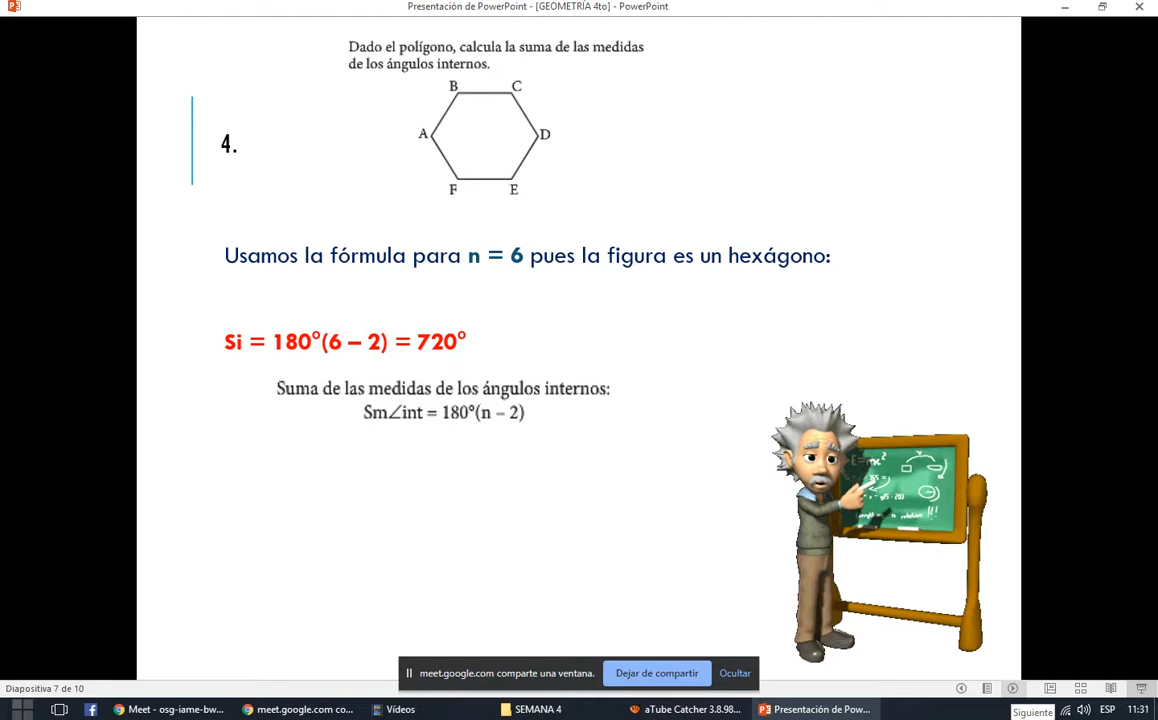 Presentación de PowerPoint - [GEOMETRÍA 4to] - PowerPoint
Dado el polígono, calcula la suma de las medidas
de los ángulos internos.
B C
A D
F E
4.
Usamos la fórmula para n = 6 pues la figura es un hexágono:
Si = 180°(6 – 2) = 720°
Suma de las medidas de los ángulos internos:
Sm∠int = 180°(n – 2)
meet.google.com comparte una ventana. Dejar de compartir Ocultar
Diapositiva 7 de 10
Meet - osg-iame-bw... meet.google.com co... Vídeos SEMANA 4 aTube Catcher 3.8.98... Presentación de Pow... Siguiente ESP 11:31